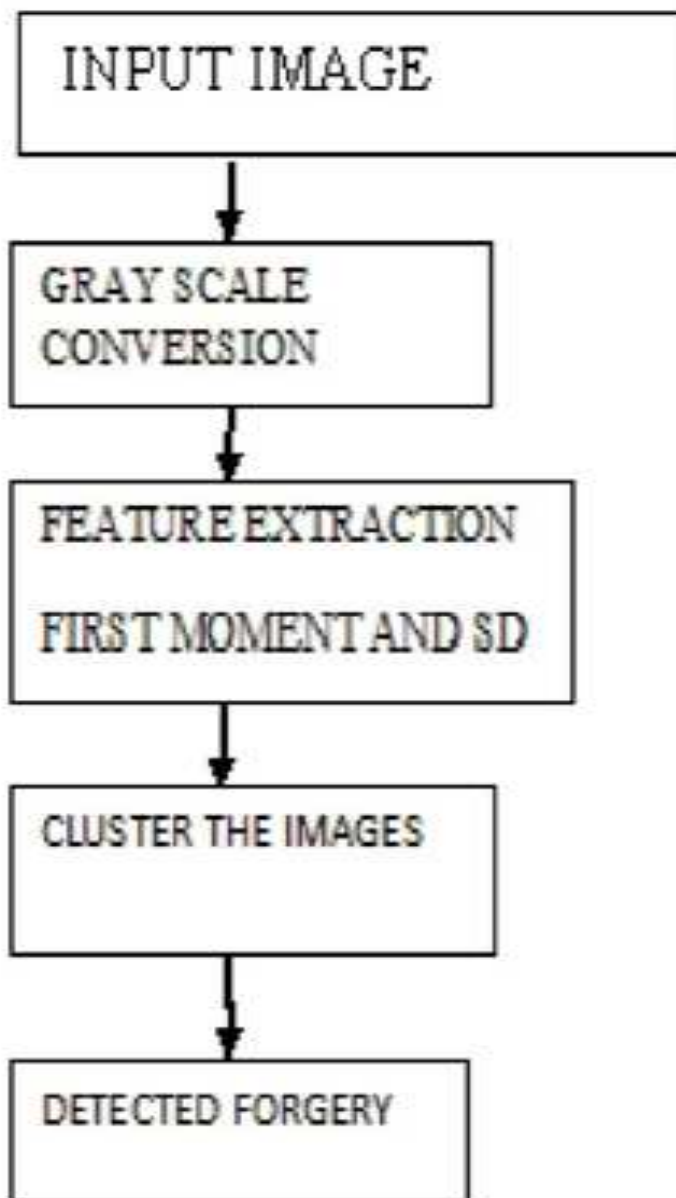 INPUT IMAGE
GRAY SCALE
CONVERSION
FEATURE EXTRACTION
FIRST MOMENT AND SD
CLUSTER THE IMAGES
DETECTED FORGERY